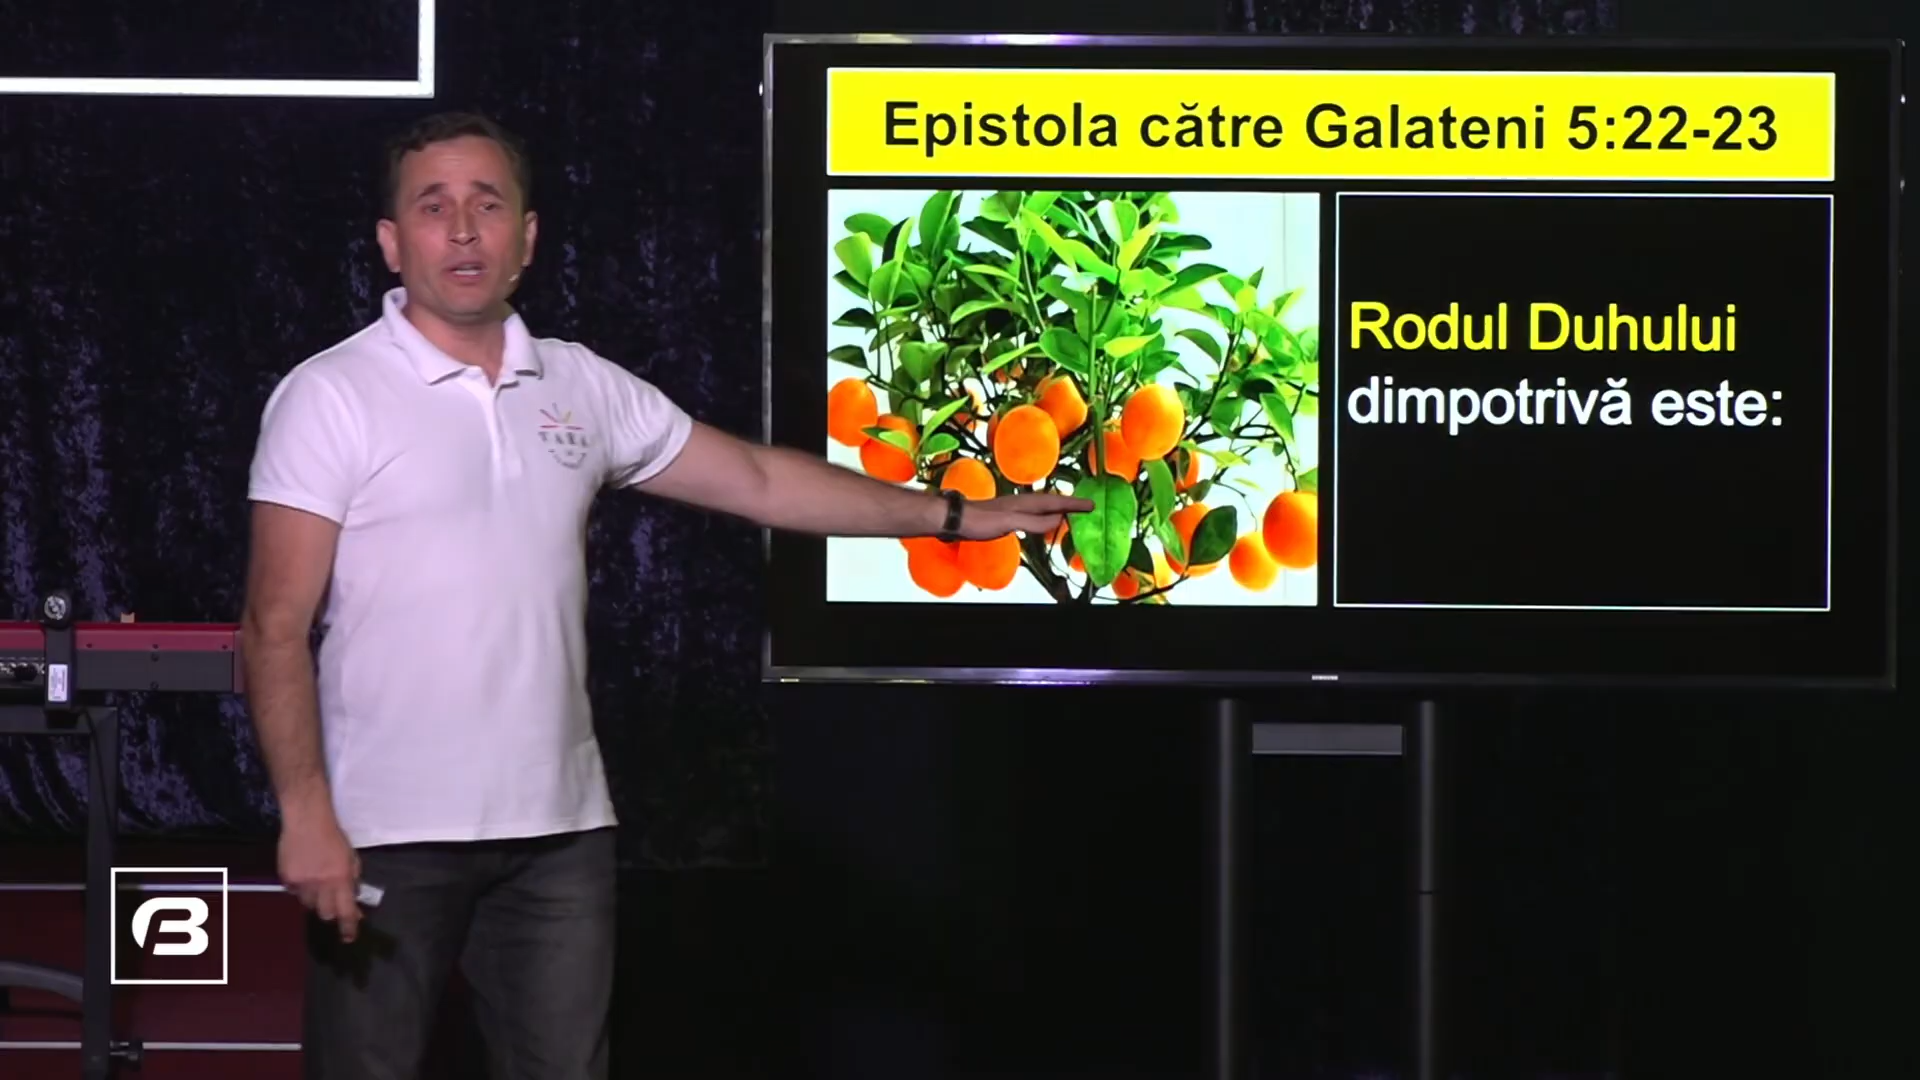 Epistola către Galateni 5:22-23
Rodul Duhului
dimpotrivă este:
B